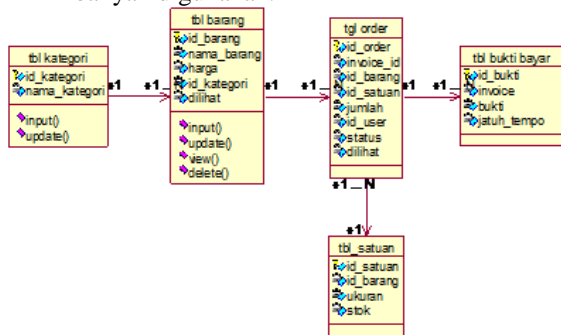 tbl kategori
id_kategori
nama_kategori
input()
update()
+1
+1...
tbl barang
id_barang
nama_barang
harga
id_kategori
dilihat
input()
update()
view()
delete()
+1
+1...
tgl order
id_order
invoice_id
id_barang
id_satuan
jumlah
id_user
status
dilihat
+1
+1...
tbl bukti bayar
id_bukti
invoice
bukti
jatuh_tempo
+1...N
+1
tbl_satuan
id_satuan
id_barang
ukuran
stok